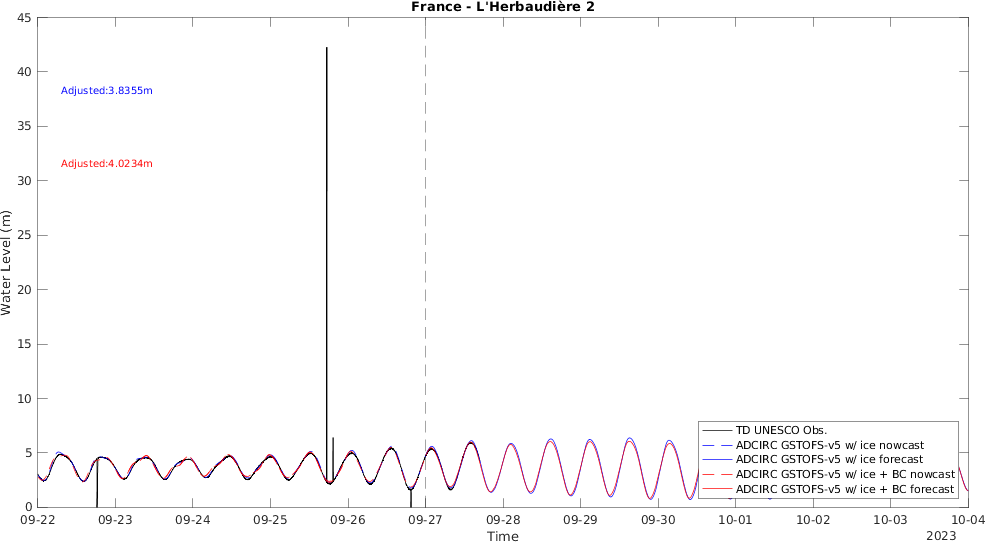 France - L'Herbaudière 2
45
40
35
30
25
20
15
10
5
0
Water Level (m)
Adjusted:3.8355m
Adjusted:4.0234m
TD UNESCO Obs.
ADCIRC GSTOFS-v5 w/ ice nowcast
ADCIRC GSTOFS-v5 w/ ice forecast
ADCIRC GSTOFS-v5 w/ ice + BC nowcast
ADCIRC GSTOFS-v5 w/ ice + BC forecast
09-22 09-23 09-24 09-25 09-26 09-27 09-28 09-29 09-30 10-01 10-02 10-03 10-04
Time
2023